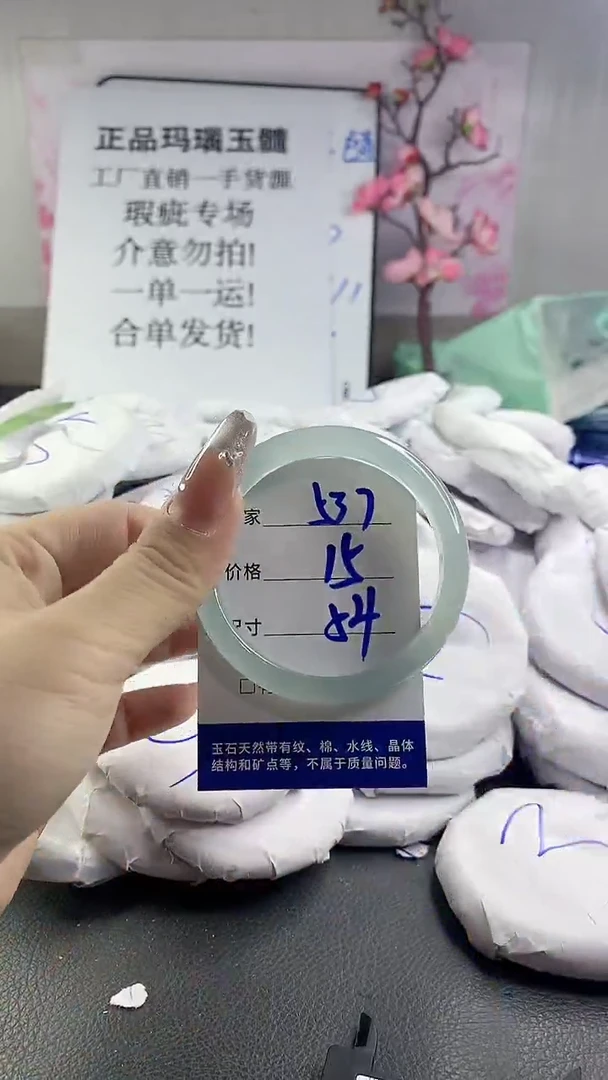 正品玛瑙玉髓
工厂直销一手货源
瑕疵专场
介意勿拍!
一单一运!
合单发货!
家 537
价格 15
寸 54
玉石天然带有纹、棉、水线、晶体
结构和矿点等，不属于质量问题。